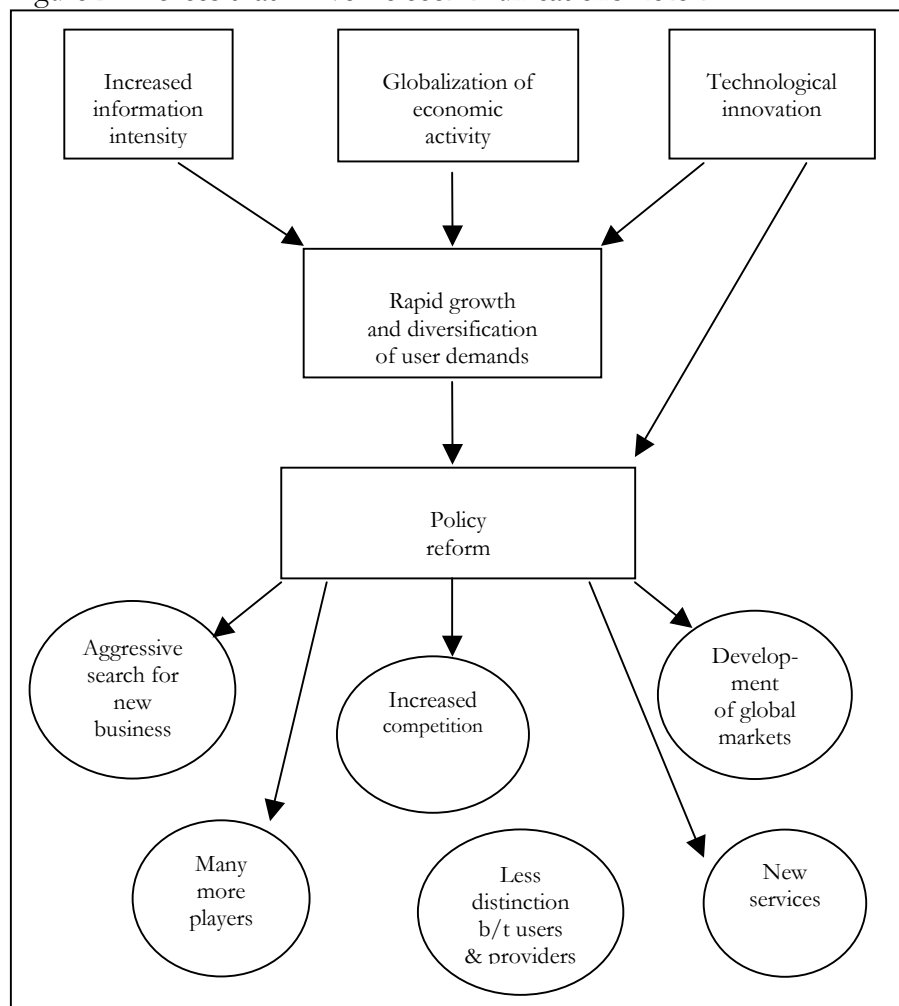 Increased
information
intensity
Globalization of
economic
activity
Technological
innovation
Rapid growth
and diversification
of user demands
Policy
reform
Aggressive
search for
new
business
Increased
competition
Develop-
ment
of global
markets
Many
more
players
Less
distinction
b/t users
& providers
New
services